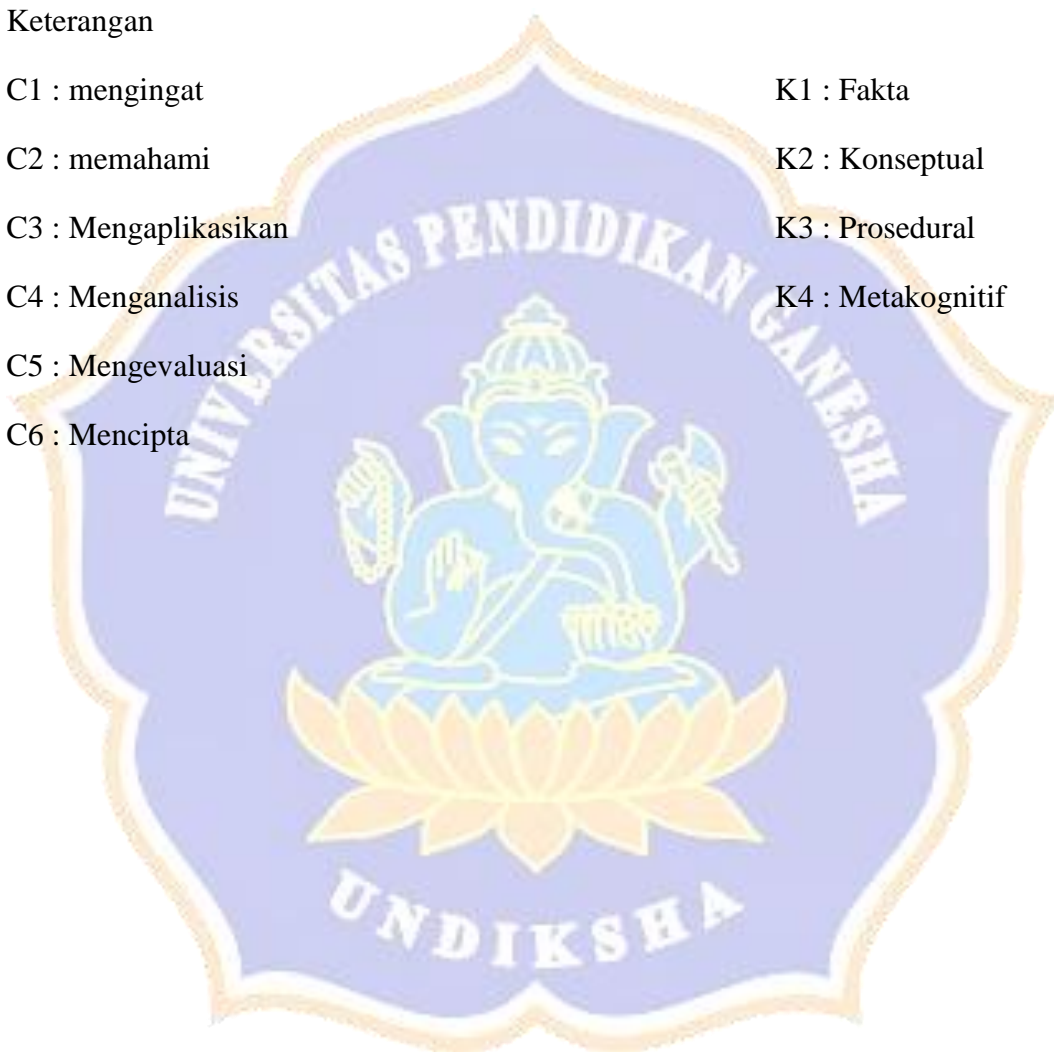 Keterangan
C1 : mengingat
C2 : memahami
C3 : Mengaplikasikan
C4 : Menganalisis
C5 : Mengevaluasi
C6 : Mencipta
K1 : Fakta
K2 : Konseptual
K3 : Prosedural
K4 : Metakognitif
UNIVERSITAS PENDIDIKAN GANESHA
UNDIKSHA